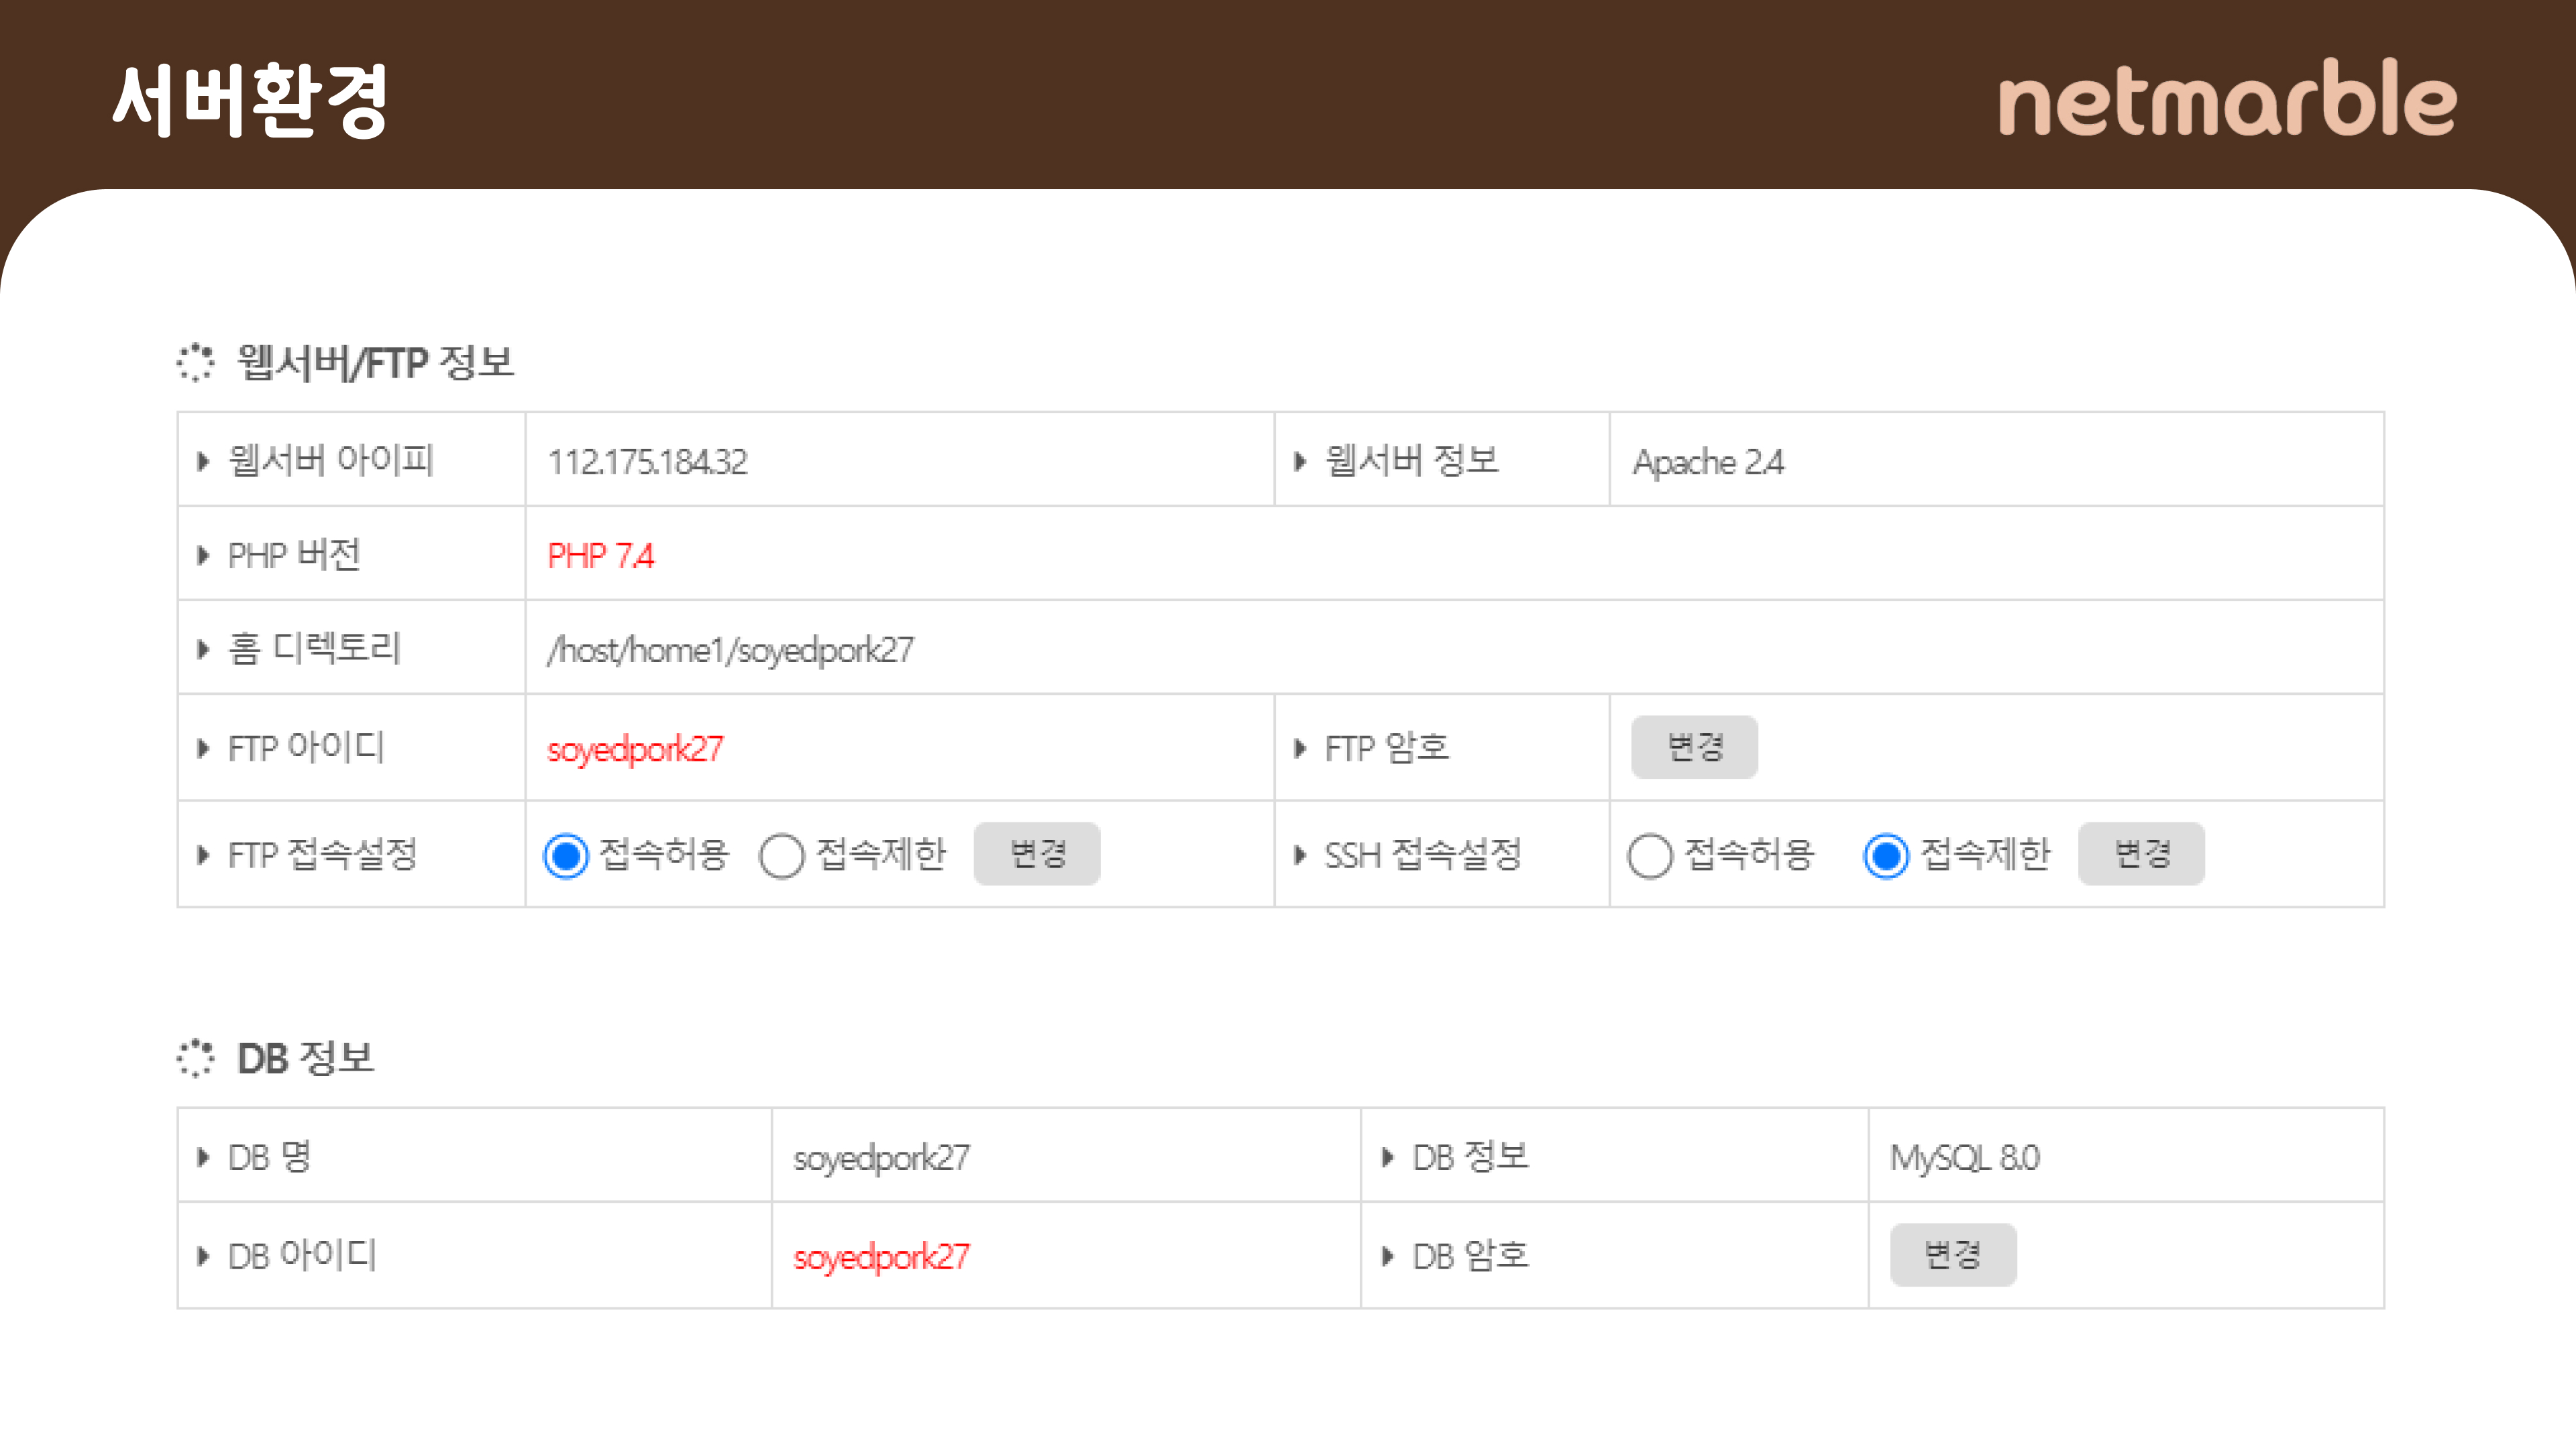 서버환경
netmarble
웹서버/FTP 정보
웹서버 아이피 112.175.184.32 웹서버 정보 Apache 2.4
PHP 버전 PHP 7.4
홈 디렉토리 /host/home1/soyedpork27
FTP 아이디 soyedpork27 FTP 암호 변경
FTP 접속설정 접속허용 접속제한 변경 SSH 접속설정 접속허용 접속제한 변경
DB 정보
DB 명 soyedpork27 DB 정보 MySQL 8.0
DB 아이디 soyedpork27 DB 암호 변경